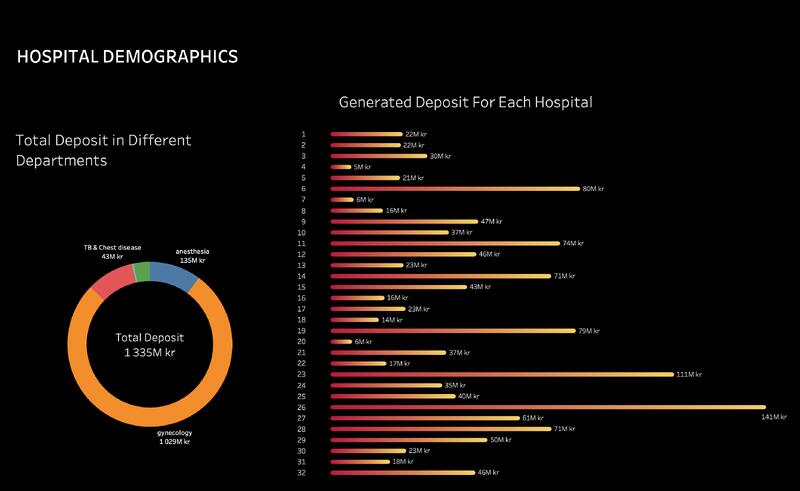 HOSPITAL DEMOGRAPHICS
Generated Deposit For Each Hospital
Total Deposit in Different
Departments
TB & Chest disease
43M kr
anesthesia
135M kr
Total Deposit
1 335M kr
gynecology
1 029M kr
1 22M kr
2 22M kr
3 30M kr
4 5M kr
5 21M kr
6 80M kr
7 6M kr
8 16M kr
9 47M kr
10 37M kr
11 74M kr
12 46M kr
13 23M kr
14 71M kr
15 43M kr
16 16M kr
17 23M kr
18 14M kr
19 79M kr
20 6M kr
21 37M kr
22 17M kr
23 111M kr
24 35M kr
25 40M kr
26 141M kr
27 61M kr
28 71M kr
29 50M kr
30 23M kr
31 18M kr
32 46M kr